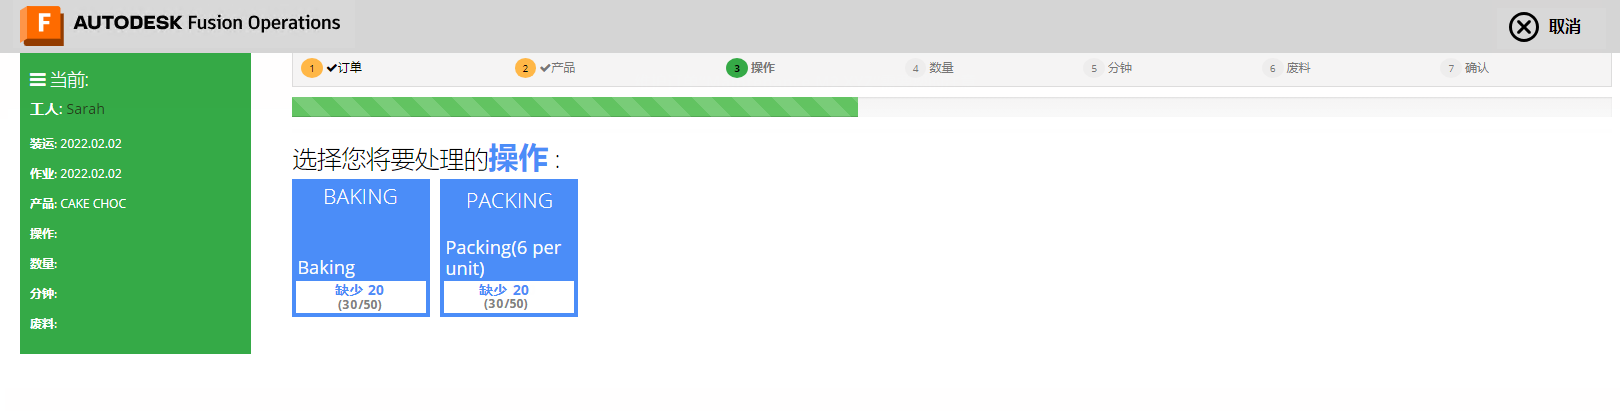 F AUTODESK Fusion Operations
取消
当前:
工人: Sarah
装运: 2022.02.02
作业: 2022.02.02
产品: CAKE CHOC
操作:
数量:
分钟:
废料:
1 订单 2 产品 3 操作 4 数量 5 分钟 6 废料 7 确认
选择您将要处理的操作 :
BAKING
Baking
缺少 20
(30/50)
PACKING
Packing(6 per
unit)
缺少 20
(30/50)